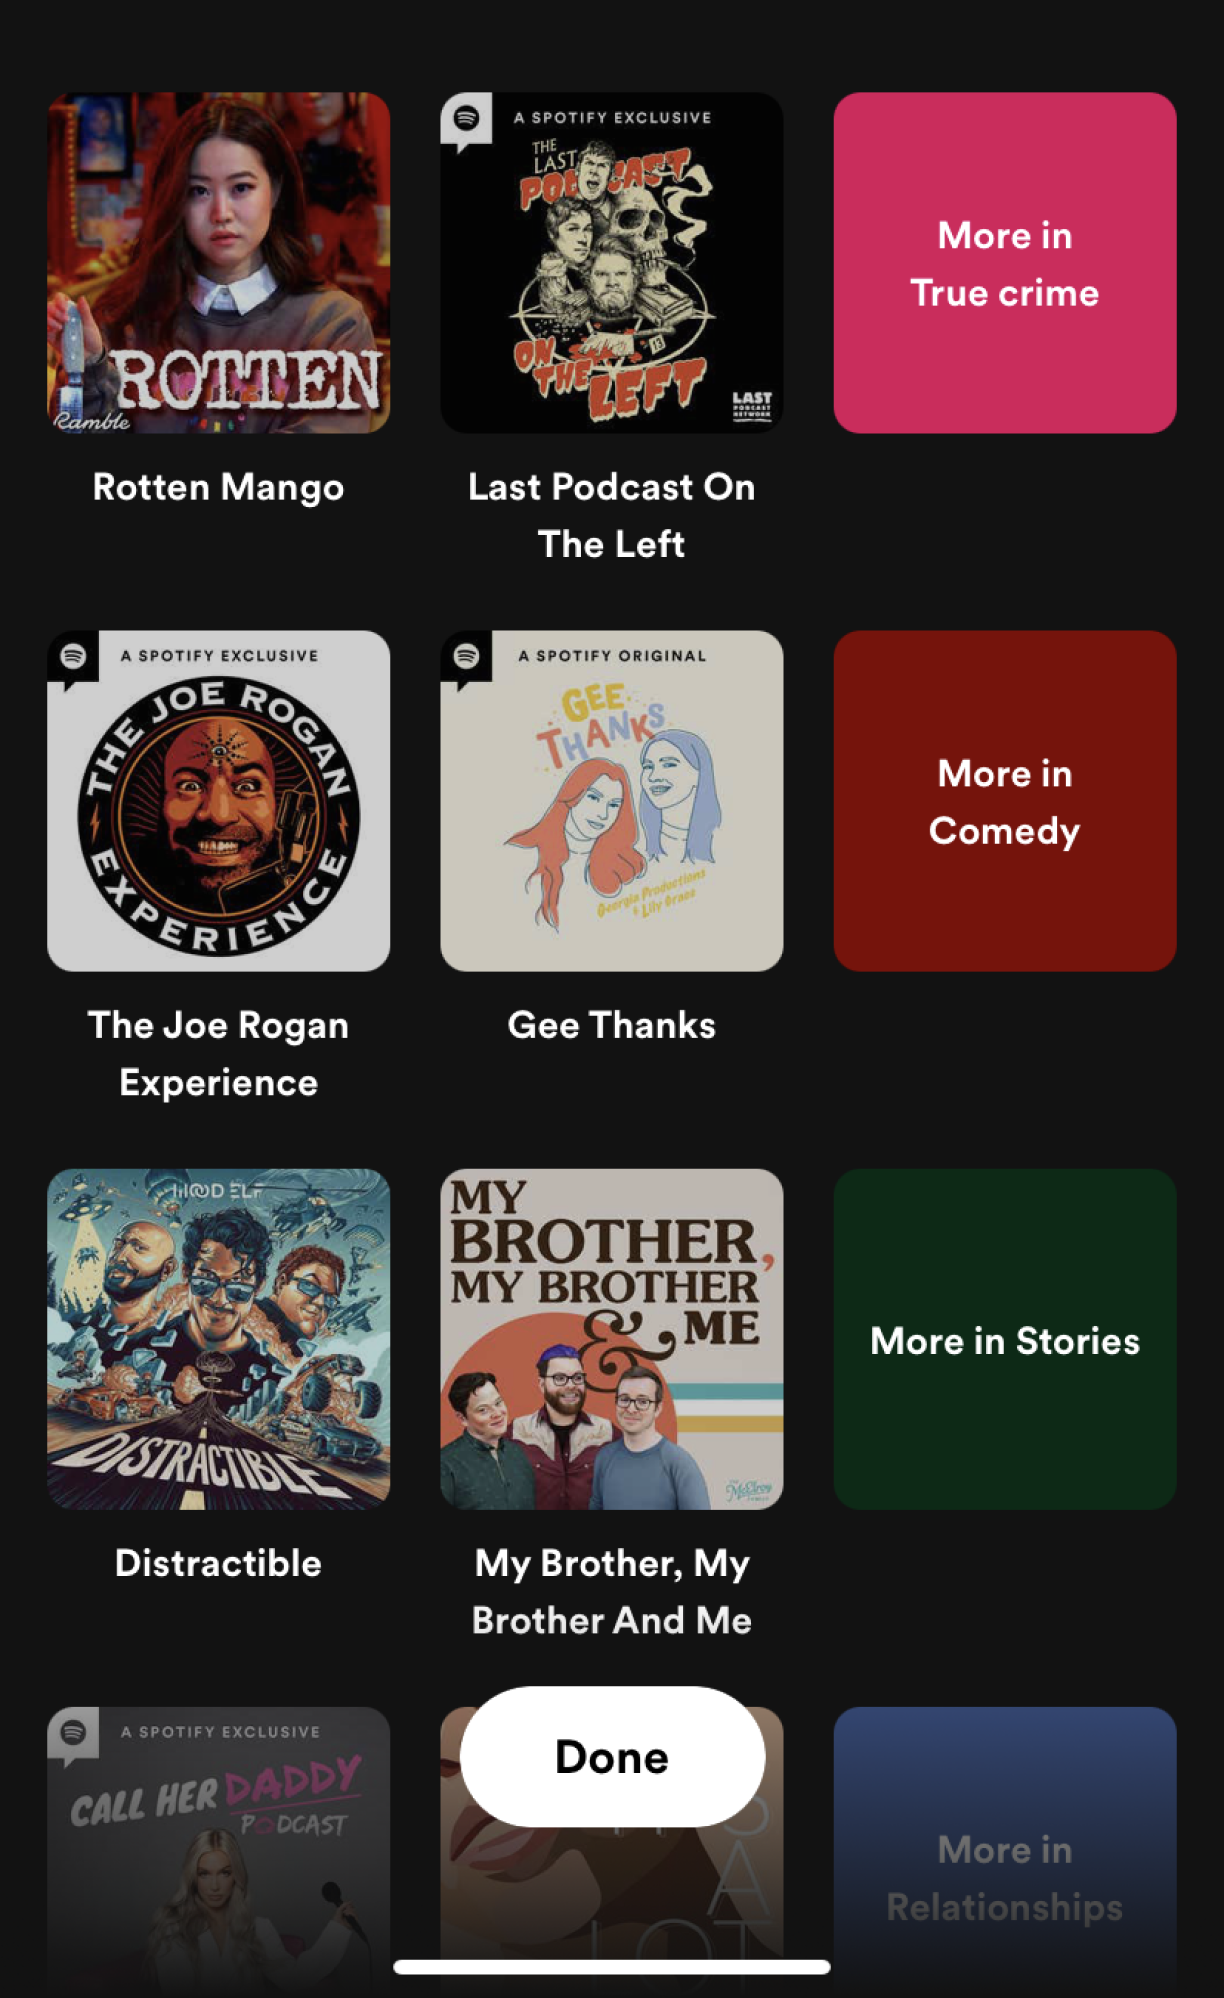 A SPOTIFY EXCLUSIVE
THE
LAST
PODCAST
ON
THE
LEFT
13
LAST
PODCAST
NETWORK
More in
True crime
ROTTEN
Ramble
Rotten Mango
Last Podcast On
The Left
A SPOTIFY EXCLUSIVE
THE JOE ROGAN
EXPERIENCE
A SPOTIFY ORIGINAL
GEE
THANKS
Georgia Productions
& Lily Grace
More in
Comedy
The Joe Rogan
Experience
Gee Thanks
DISTRACTIBLE
MY
BROTHER,
MY BROTHER
& ME
The
McElroy
More in Stories
Distractible
My Brother, My
Brother And Me
A SPOTIFY EXCLUSIVE
CALL HER DADDY
PODCAST
Done
More in
Relationships